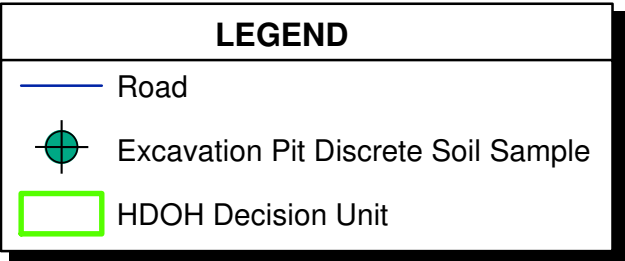 LEGEND
Road
Excavation Pit Discrete Soil Sample
HDOH Decision Unit